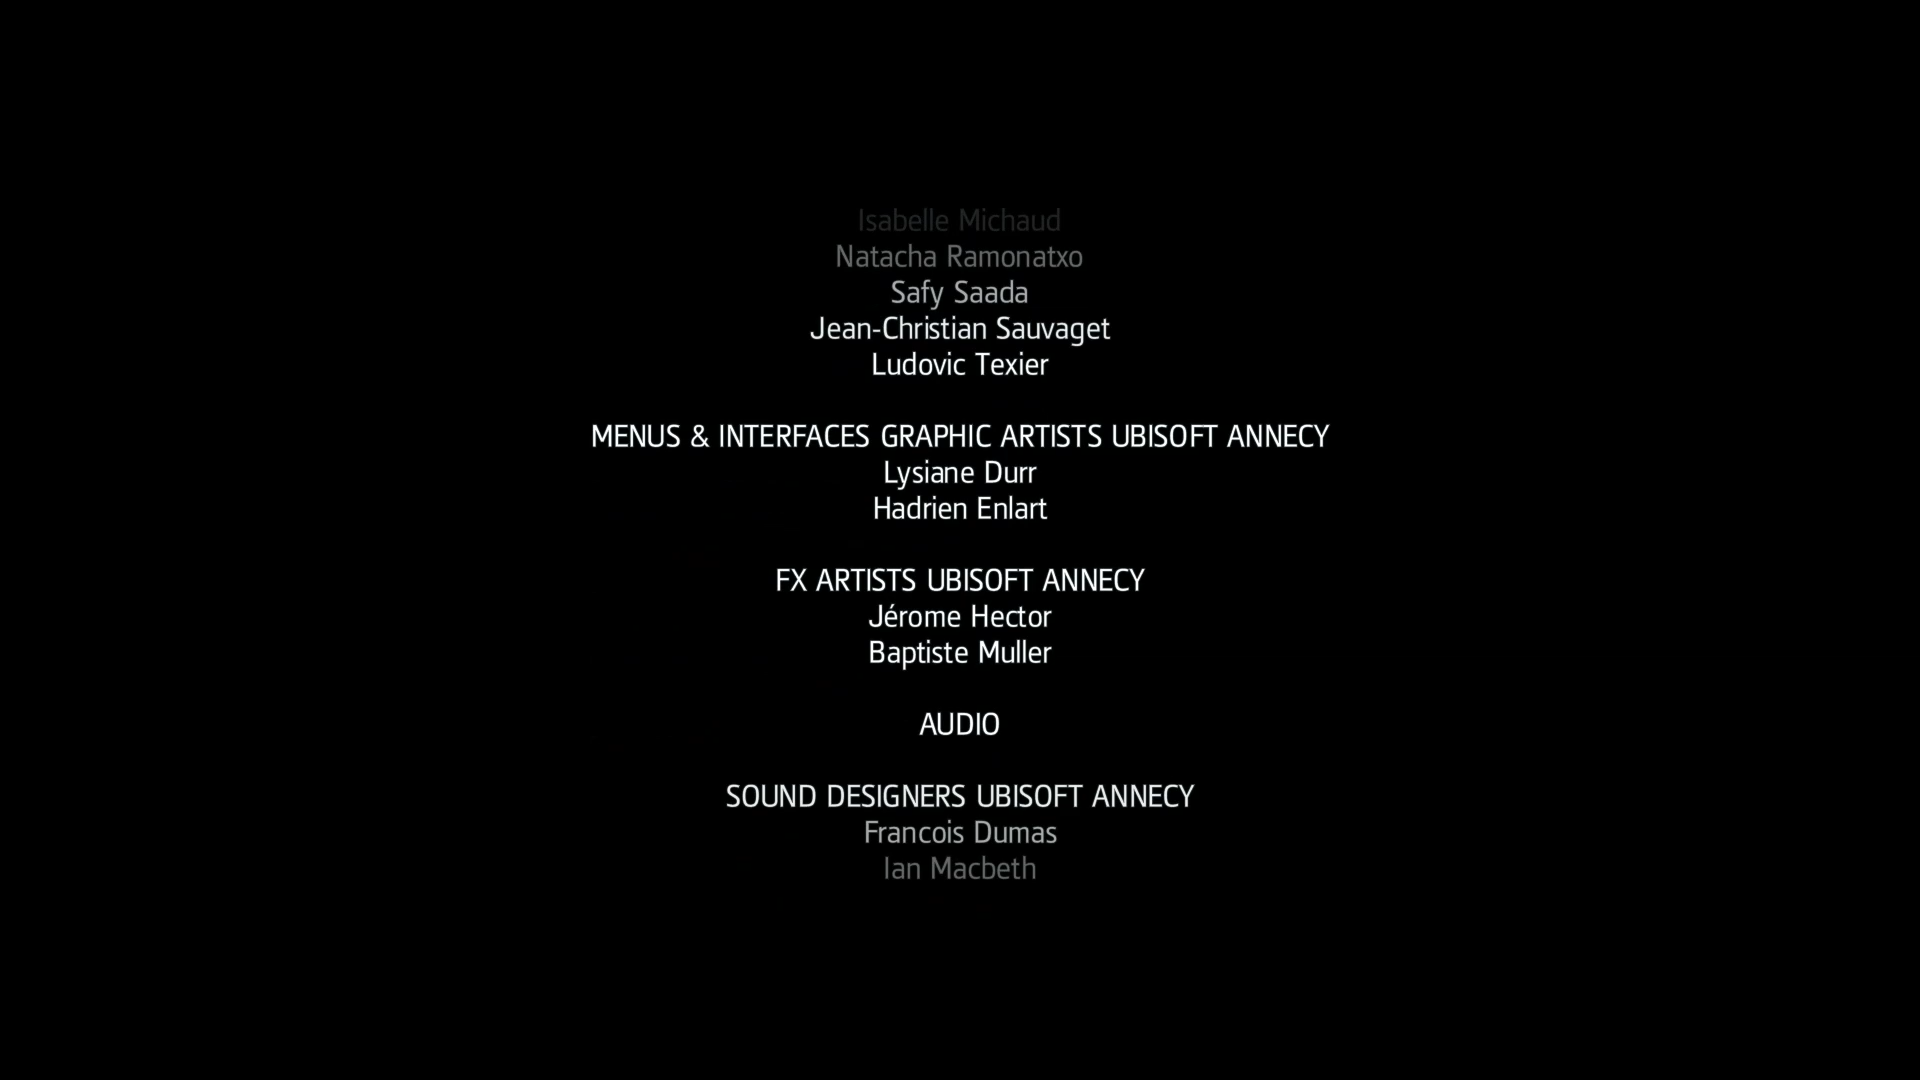 Isabelle Michaud
Natacha Ramonatxo
Safy Saada
Jean-Christian Sauvaget
Ludovic Texier
MENUS & INTERFACES GRAPHIC ARTISTS UBISOFT ANNECY
Lysiane Durr
Hadrien Enlart
FX ARTISTS UBISOFT ANNECY
Jérome Hector
Baptiste Muller
AUDIO
SOUND DESIGNERS UBISOFT ANNECY
Francois Dumas
Ian Macbeth